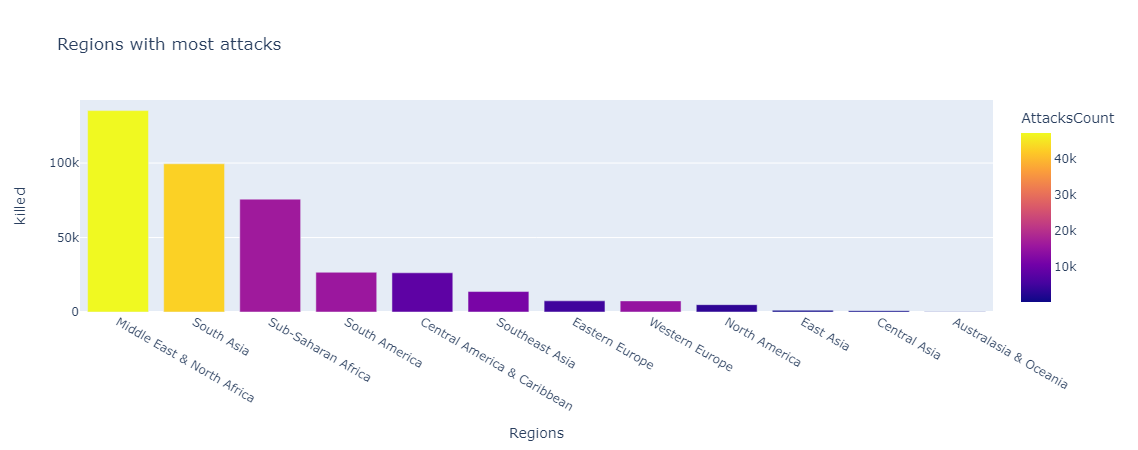 Regions with most attacks
AttacksCount
40k
30k
20k
10k
killed
100k
50k
0
Middle East & North Africa
South Asia
Sub-Saharan Africa
South America
Central America & Caribbean
Southeast Asia
Eastern Europe
Western Europe
North America
East Asia
Central Asia
Australasia & Oceania
Regions